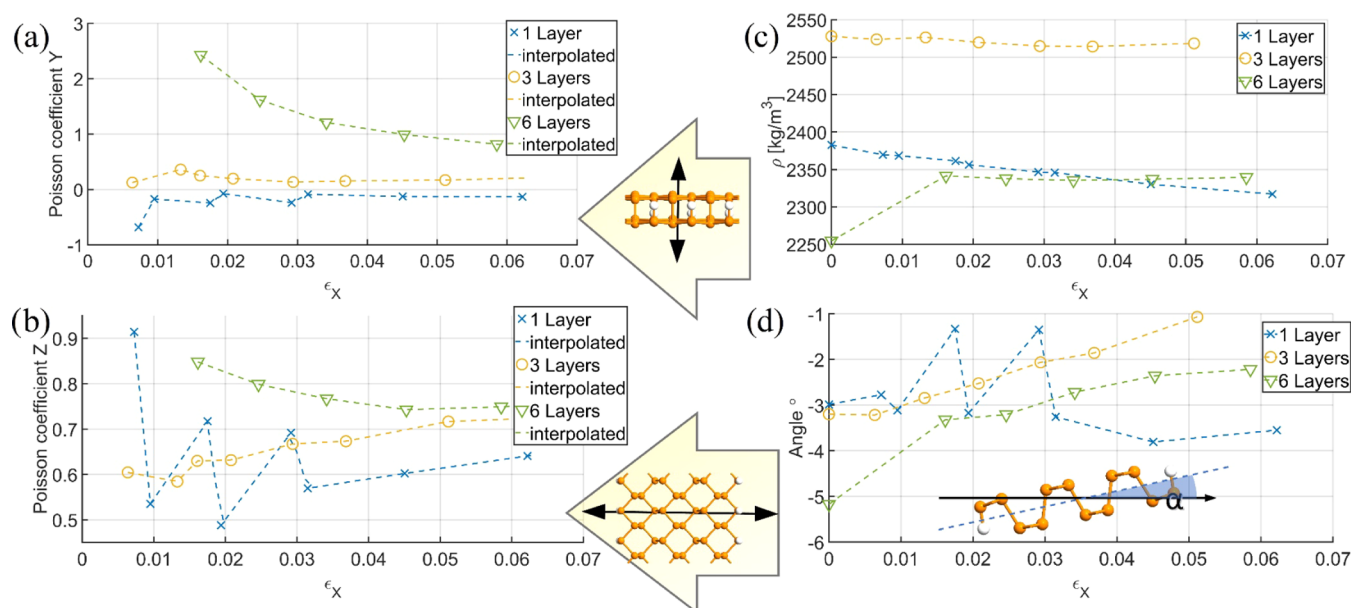 (a)
Poisson coefficient Y
3
2
1
0
-1
0 0.01 0.02 0.03 0.04 0.05 0.06 0.07
ϵX
1 Layer
interpolated
3 Layers
interpolated
6 Layers
interpolated
(c)
ρ [kg/m³]
2550
2500
2450
2400
2350
2300
2250
0 0.01 0.02 0.03 0.04 0.05 0.06 0.07
ϵX
1 Layer
3 Layers
6 Layers
(b)
Poisson coefficient Z
0.9
0.8
0.7
0.6
0.5
0 0.01 0.02 0.03 0.04 0.05 0.06 0.07
ϵX
1 Layer
interpolated
3 Layers
interpolated
6 Layers
interpolated
(d)
Angle°
-1
-2
-3
-4
-5
-6
0 0.01 0.02 0.03 0.04 0.05 0.06 0.07
ϵX
1 Layer
3 Layers
6 Layers
α